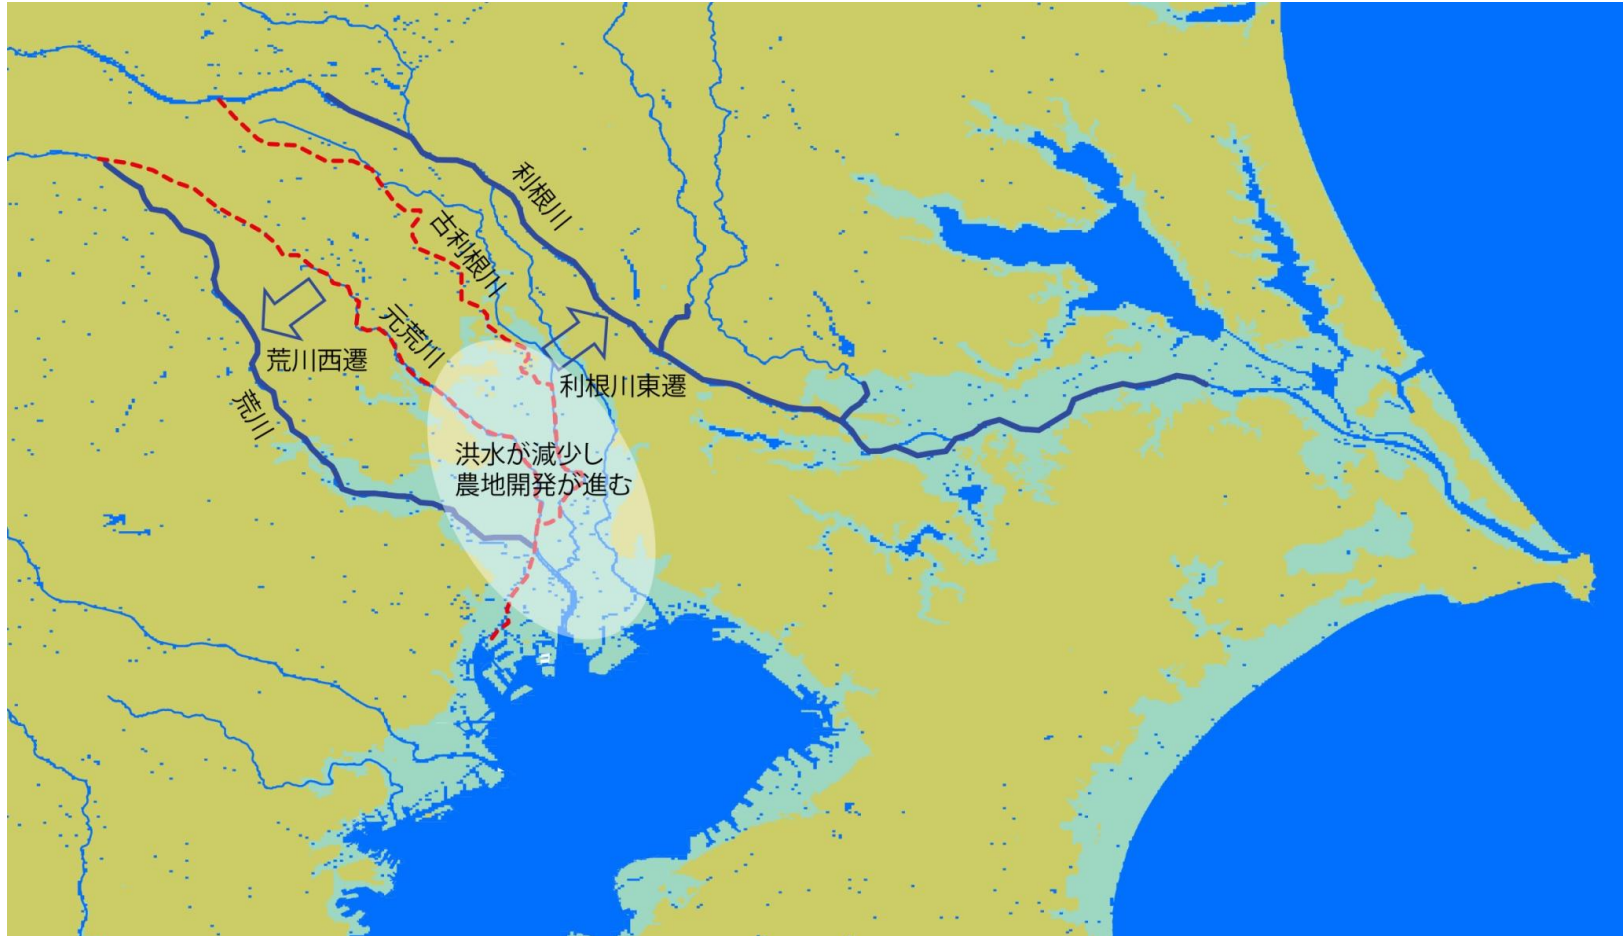 利根川
古利根川
元荒川
荒川西遷
荒川
利根川東遷
洪水が減少し
農地開発が進む